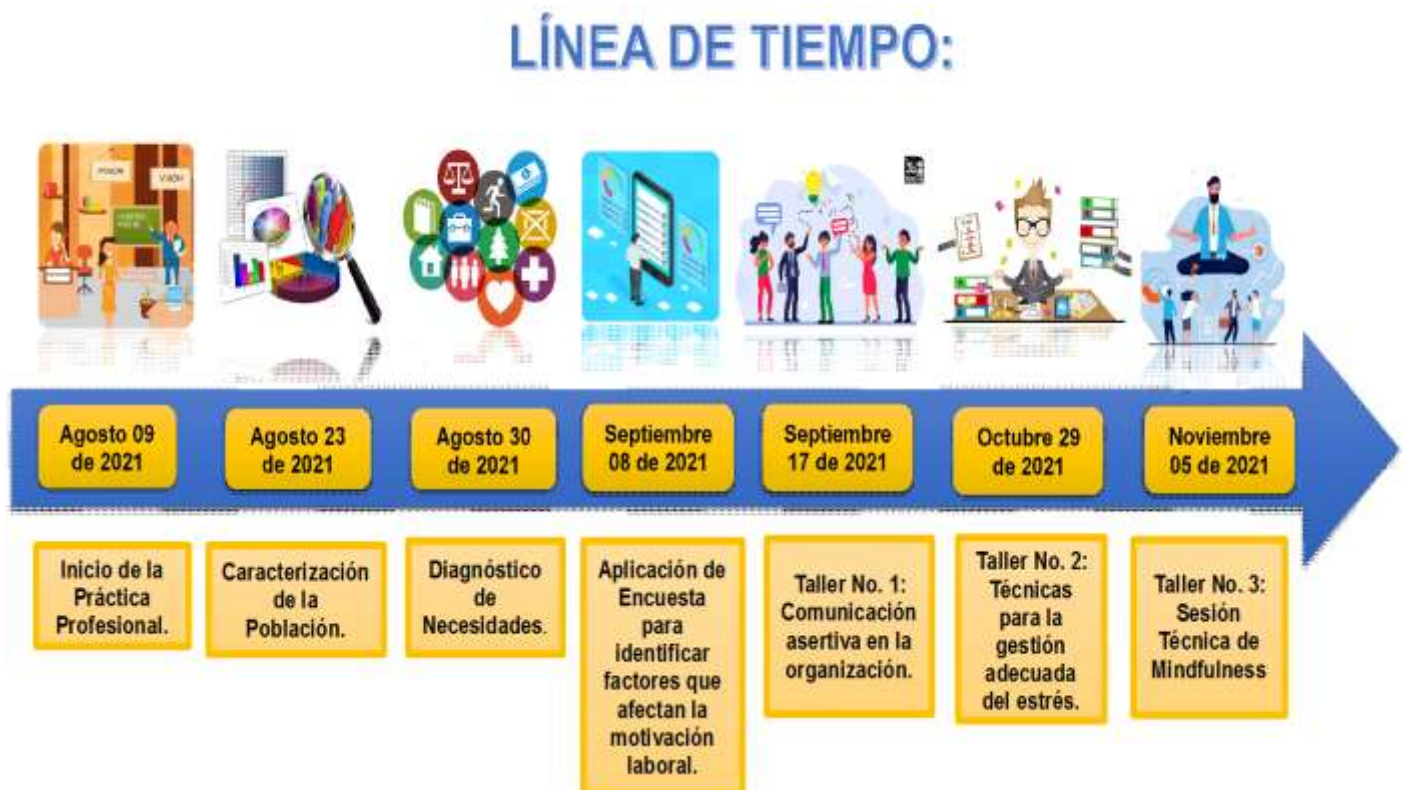 LÍNEA DE TIEMPO:
MISIÓN
VISIÓN
Agosto 09
de 2021
Agosto 23
de 2021
Agosto 30
de 2021
Septiembre
08 de 2021
Septiembre
17 de 2021
Octubre 29
de 2021
Noviembre
05 de 2021
Inicio de la
Práctica
Profesional.
Caracterización
de la
Población.
Diagnóstico
de
Necesidades.
Aplicación de
Encuesta
para
identificar
factores que
afectan la
motivación
laboral.
Taller No. 1:
Comunicación
asertiva en la
organización.
Taller No. 2:
Técnicas
para la
gestión
adecuada
del estrés.
Taller No. 3:
Sesión
Técnica de
Mindfulness